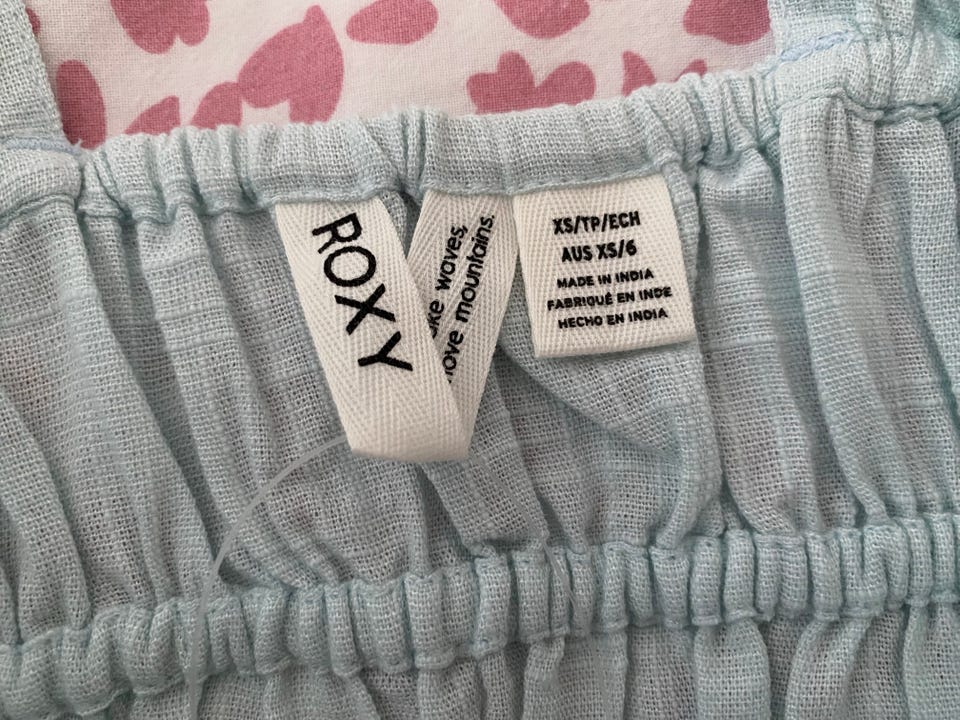 ROXY
waves,
mountains.
XS/TP/ECH
AUS XS/6
MADE IN INDIA
FABRIQUÉ EN INDE
HECHO EN INDIA